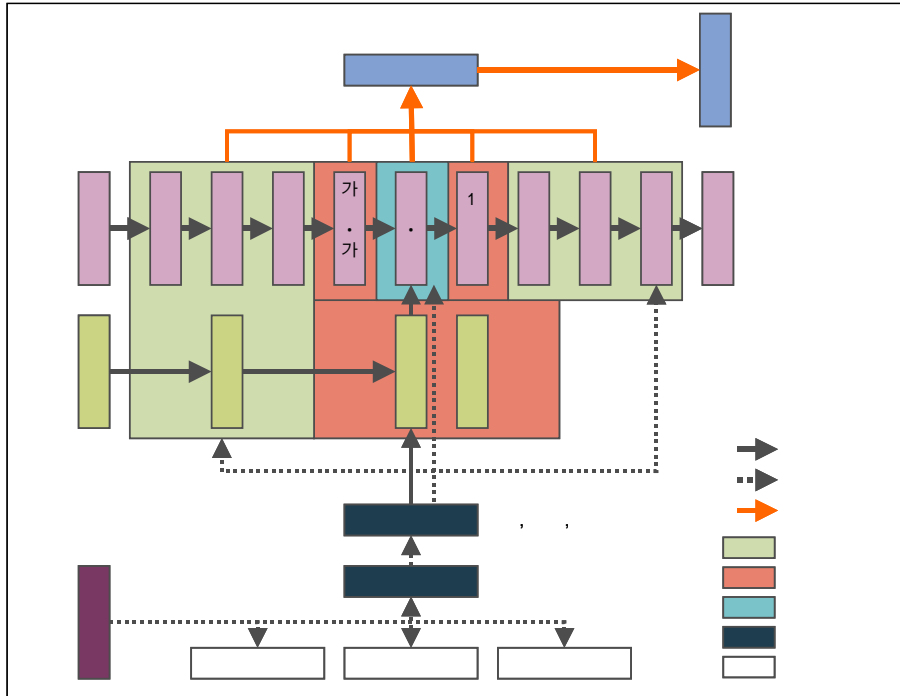 가
.
가
.
1
, ,